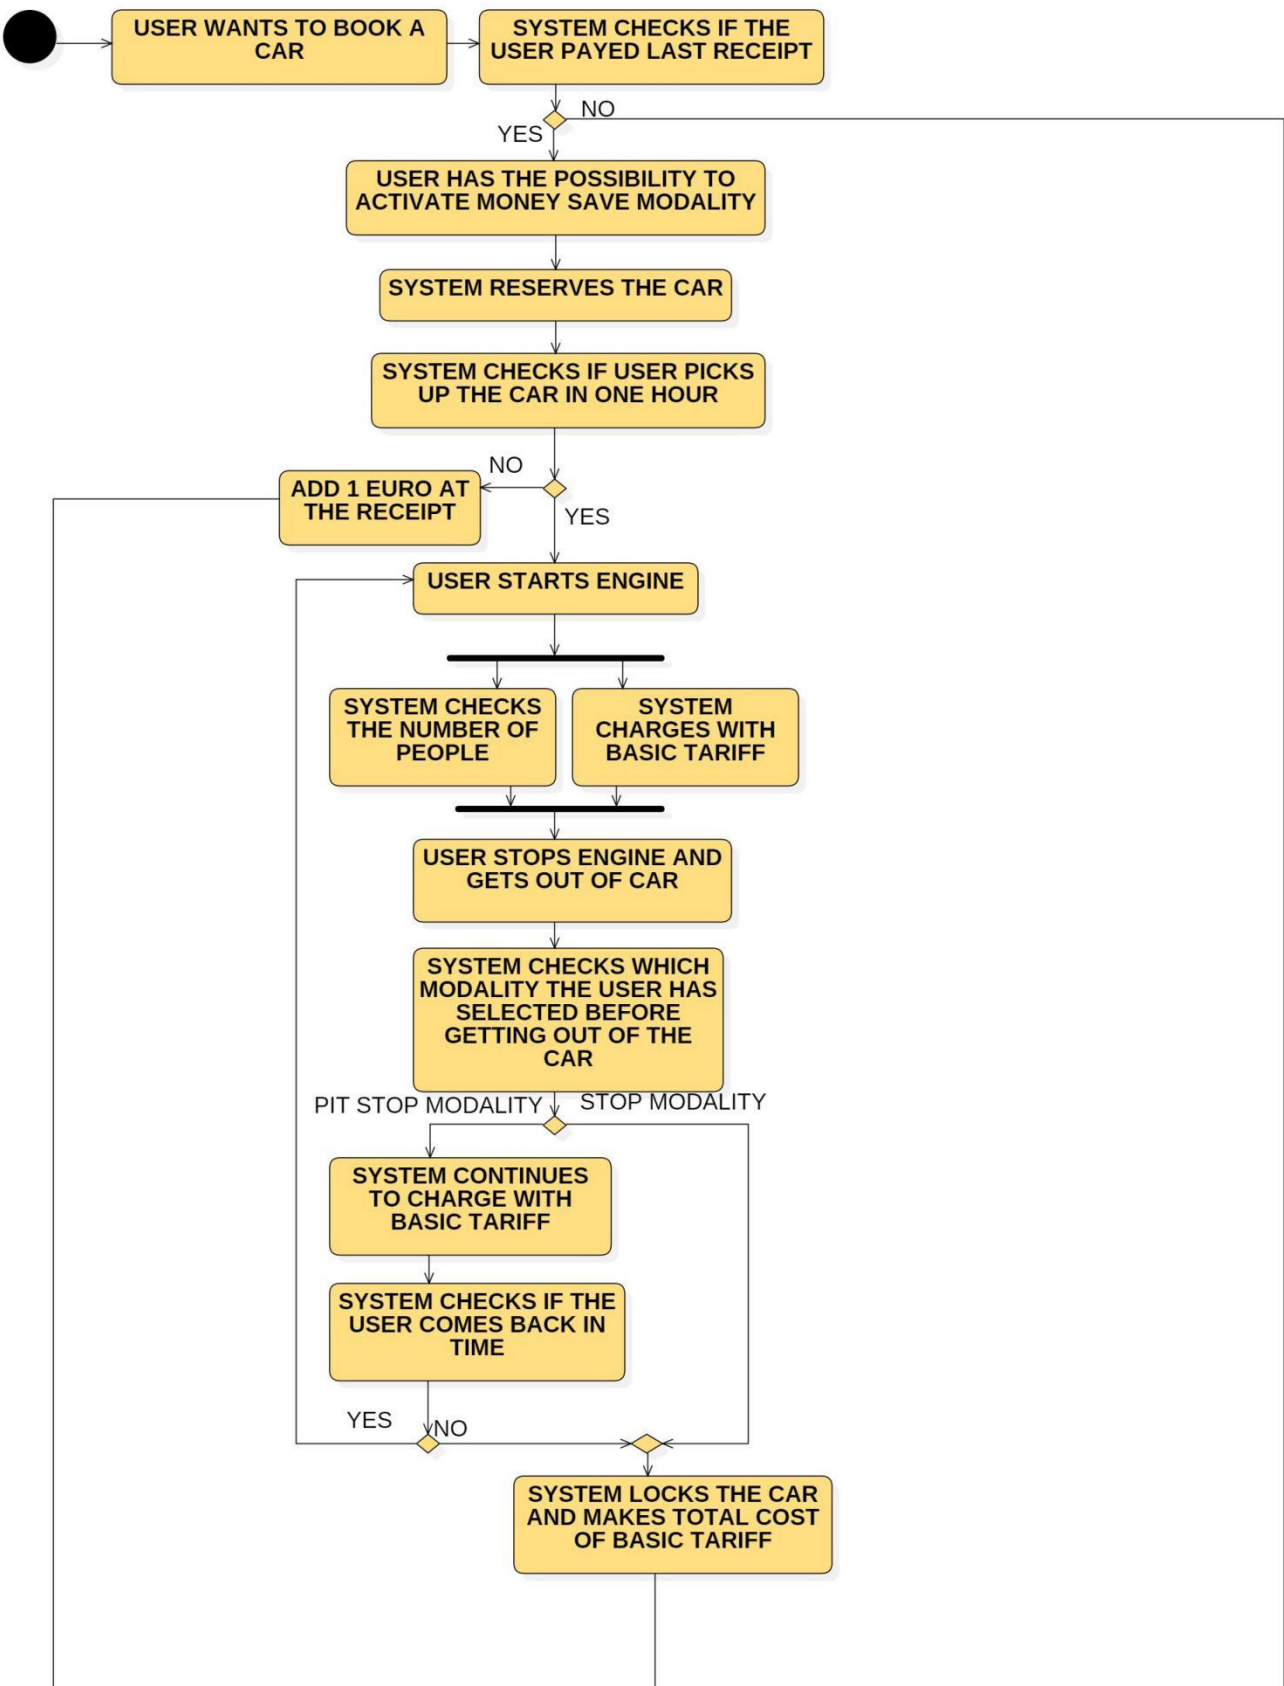 USER WANTS TO BOOK A
CAR
SYSTEM CHECKS IF THE
USER PAYED LAST RECEIPT
NO
YES
USER HAS THE POSSIBILITY TO
ACTIVATE MONEY SAVE MODALITY
SYSTEM RESERVES THE CAR
SYSTEM CHECKS IF USER PICKS
UP THE CAR IN ONE HOUR
NO
ADD 1 EURO AT
THE RECEIPT
YES
USER STARTS ENGINE
SYSTEM CHECKS
THE NUMBER OF
PEOPLE
SYSTEM
CHARGES WITH
BASIC TARIFF
USER STOPS ENGINE AND
GETS OUT OF CAR
SYSTEM CHECKS WHICH
MODALITY THE USER HAS
SELECTED BEFORE
GETTING OUT OF THE
CAR
PIT STOP MODALITY
STOP MODALITY
SYSTEM CONTINUES
TO CHARGE WITH
BASIC TARIFF
SYSTEM CHECKS IF THE
USER COMES BACK IN
TIME
YES
NO
SYSTEM LOCKS THE CAR
AND MAKES TOTAL COST
OF BASIC TARIFF